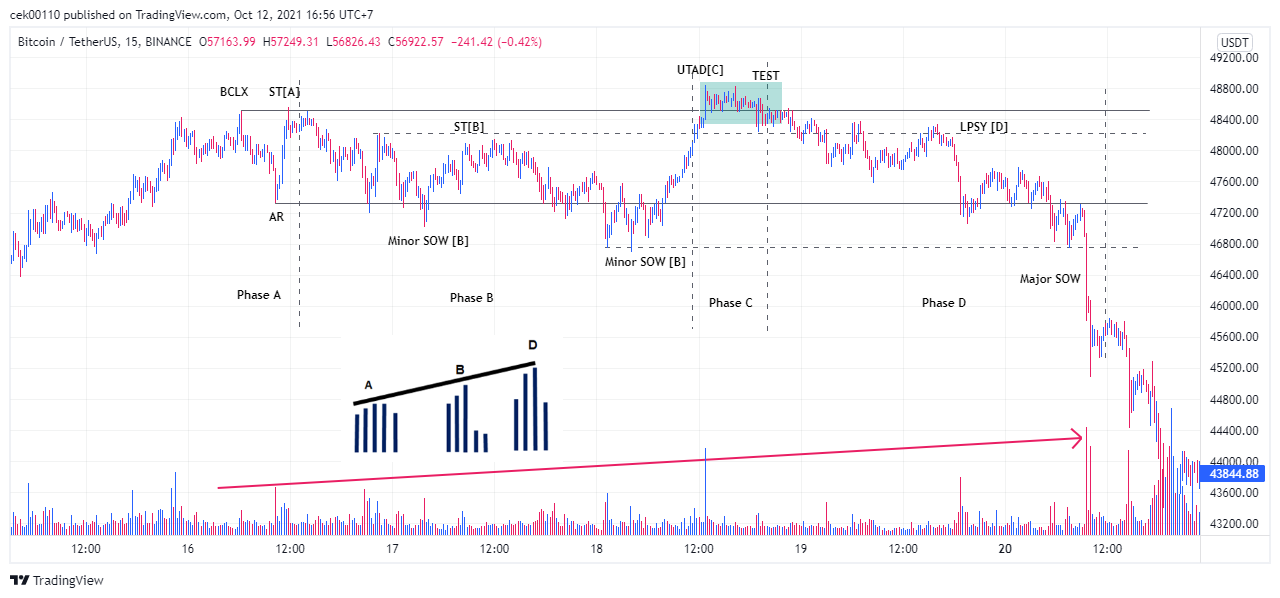 cek00110 published on TradingView.com, Oct 12, 2021 16:56 UTC+7
Bitcoin / TetherUS, 15, BINANCE O57163.99 H57249.31 L56826.43 C56922.57 −241.42 (−0.42%)
USDT
49200.00
48800.00
48400.00
48000.00
47600.00
47200.00
46800.00
46400.00
46000.00
45600.00
45200.00
44800.00
44400.00
44000.00
43844.88
43600.00
43200.00
UTAD[C]
TEST
BCLX
ST[A]
ST[B]
LPSY [D]
AR
Minor SOW [B]
Minor SOW [B]
Major SOW
Phase A
Phase B
Phase C
Phase D
A
B
D
12:00
16
12:00
17
12:00
18
12:00
19
12:00
20
12:00
TradingView